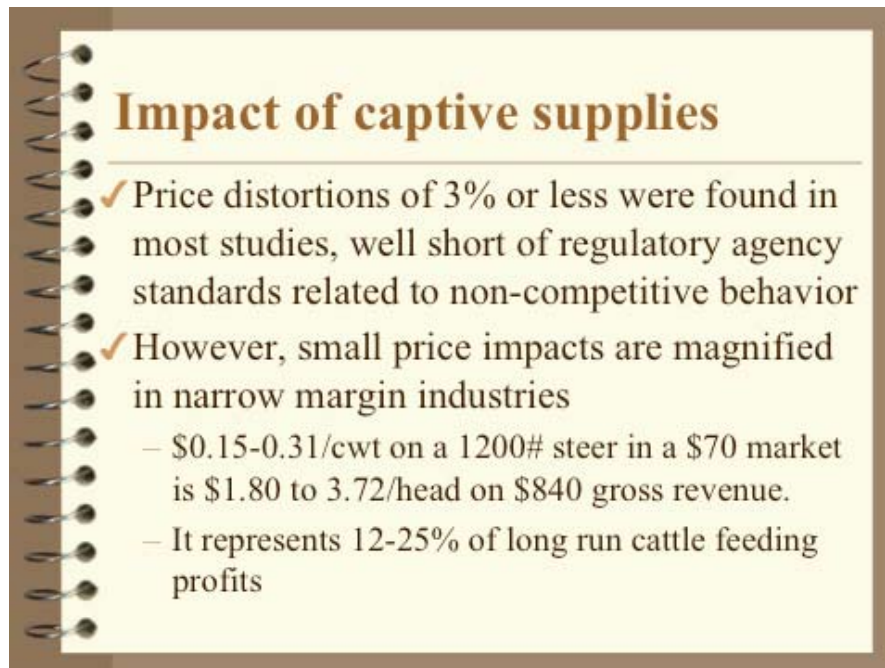 Impact of captive supplies
✓Price distortions of 3% or less were found in
most studies, well short of regulatory agency
standards related to non-competitive behavior
✓However, small price impacts are magnified
in narrow margin industries
– $0.15-0.31/cwt on a 1200# steer in a $70 market
is $1.80 to 3.72/head on $840 gross revenue.
– It represents 12-25% of long run cattle feeding
profits